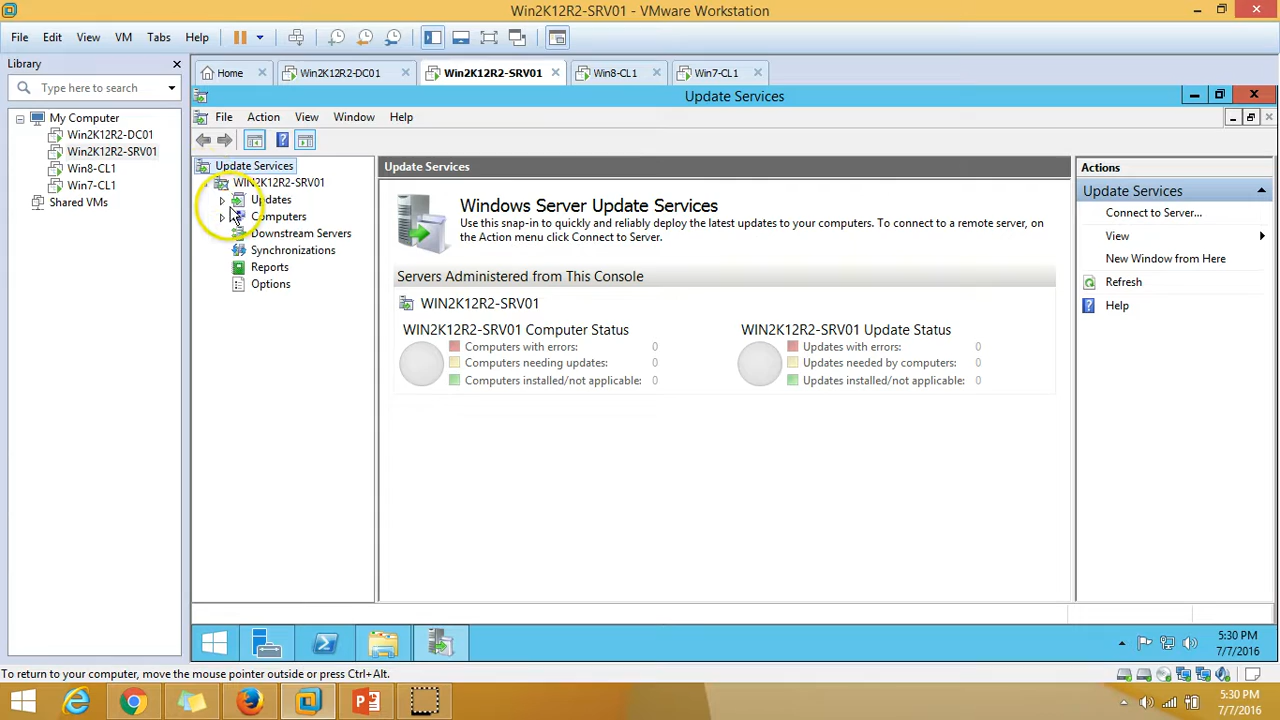 Win2K12R2-SRV01 - VMware Workstation
File Edit View VM Tabs Help
Library
Type here to search
My Computer
Win2K12R2-DC01
Win2K12R2-SRV01
Win8-CL1
Win7-CL1
Shared VMs
Home Win2K12R2-DC01 Win2K12R2-SRV01 Win8-CL1 Win7-CL1
Update Services
File Action View Window Help
Update Services
WIN2K12R2-SRV01
Updates
Computers
Downstream Servers
Synchronizations
Reports
Options
Update Services
Windows Server Update Services
Use this snap-in to quickly and reliably deploy the latest updates to your computers. To connect to a remote server, on
the Action menu click Connect to Server.
Servers Administered from This Console
WIN2K12R2-SRV01
WIN2K12R2-SRV01 Computer Status
Computers with errors: 0
Computers needing updates: 0
Computers installed/not applicable: 0
WIN2K12R2-SRV01 Update Status
Updates with errors: 0
Updates needed by computers: 0
Updates installed/not applicable: 0
Actions
Update Services
Connect to Server...
View
New Window from Here
Refresh
Help
5:30 PM
7/7/2016
To return to your computer, move the mouse pointer outside or press Ctrl+Alt.
5:30 PM
7/7/2016